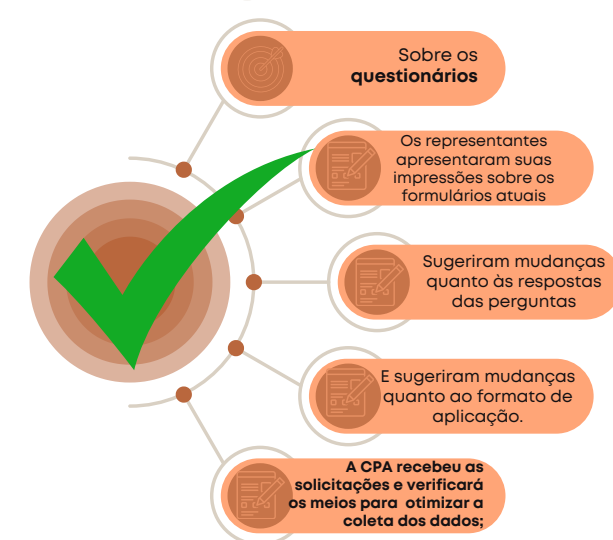 Sobre os
questionários
Os representantes
apresentaram suas
impressões sobre os
formulários atuais
Sugeriram mudanças
quanto às respostas
das perguntas
E sugeriram mudanças
quanto ao formato de
aplicação.
A CPA recebeu as
solicitações e verificará
os meios para otimizar a
coleta dos dados;